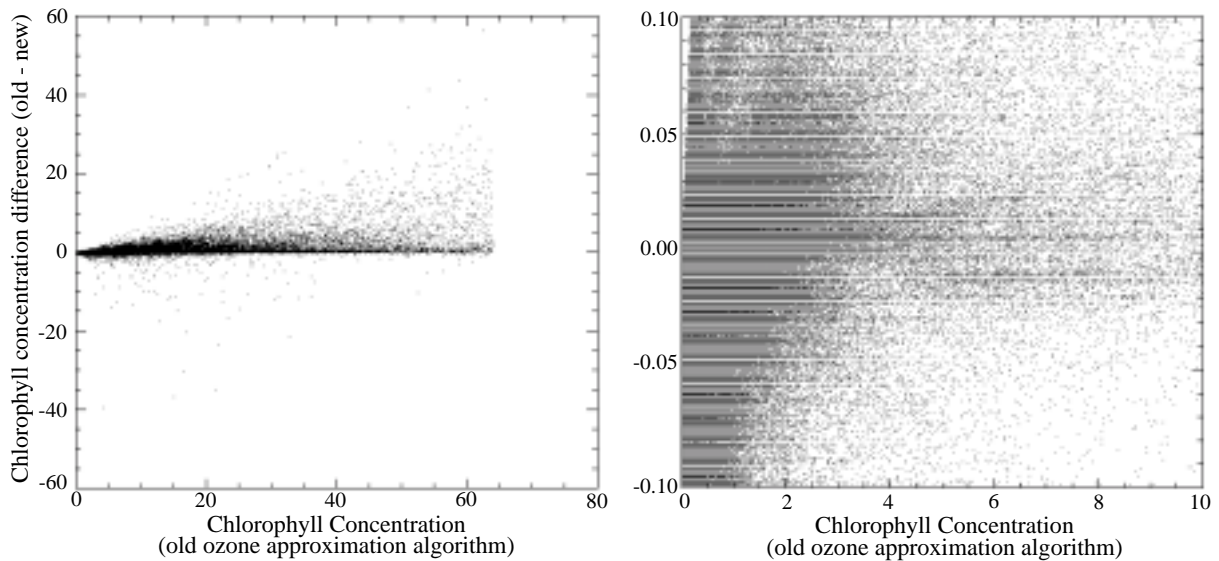 Chlorophyll concentration difference (old - new)
60
40
20
0
-20
-40
-60
0 20 40 60 80
Chlorophyll Concentration
(old ozone approximation algorithm)
0.10
0.05
0.00
-0.05
-0.10
0 2 4 6 8 10
Chlorophyll Concentration
(old ozone approximation algorithm)